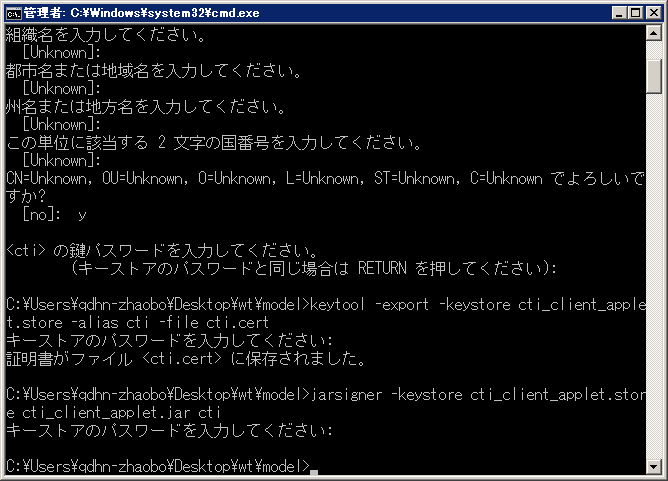 管理者: C:¥Windows¥system32¥cmd.exe
組織名を入力してください。
[Unknown]:
都市名または地域名を入力してください。
[Unknown]:
州名または地方名を入力してください。
[Unknown]:
この単位に該当する 2 文字の国番号を入力してください。
[Unknown]:
CN=Unknown, OU=Unknown, O=Unknown, L=Unknown, ST=Unknown, C=Unknown でよろしいで
すか?
[no]: y
<cti> の鍵パスワードを入力してください。
(キーストアのパスワードと同じ場合は RETURN を押してください):
C:¥Users¥qdhn-zhaobo¥Desktop¥wt¥model>keytool -export -keystore cti_client_apple
t.store -alias cti -file cti.cert
キーストアのパスワードを入力してください:
証明書がファイル <cti.cert> に保存されました。
C:¥Users¥qdhn-zhaobo¥Desktop¥wt¥model>jarsigner -keystore cti_client_applet.stor
e cti_client_applet.jar cti
キーストアのパスワードを入力してください:
C:¥Users¥qdhn-zhaobo¥Desktop¥wt¥model>